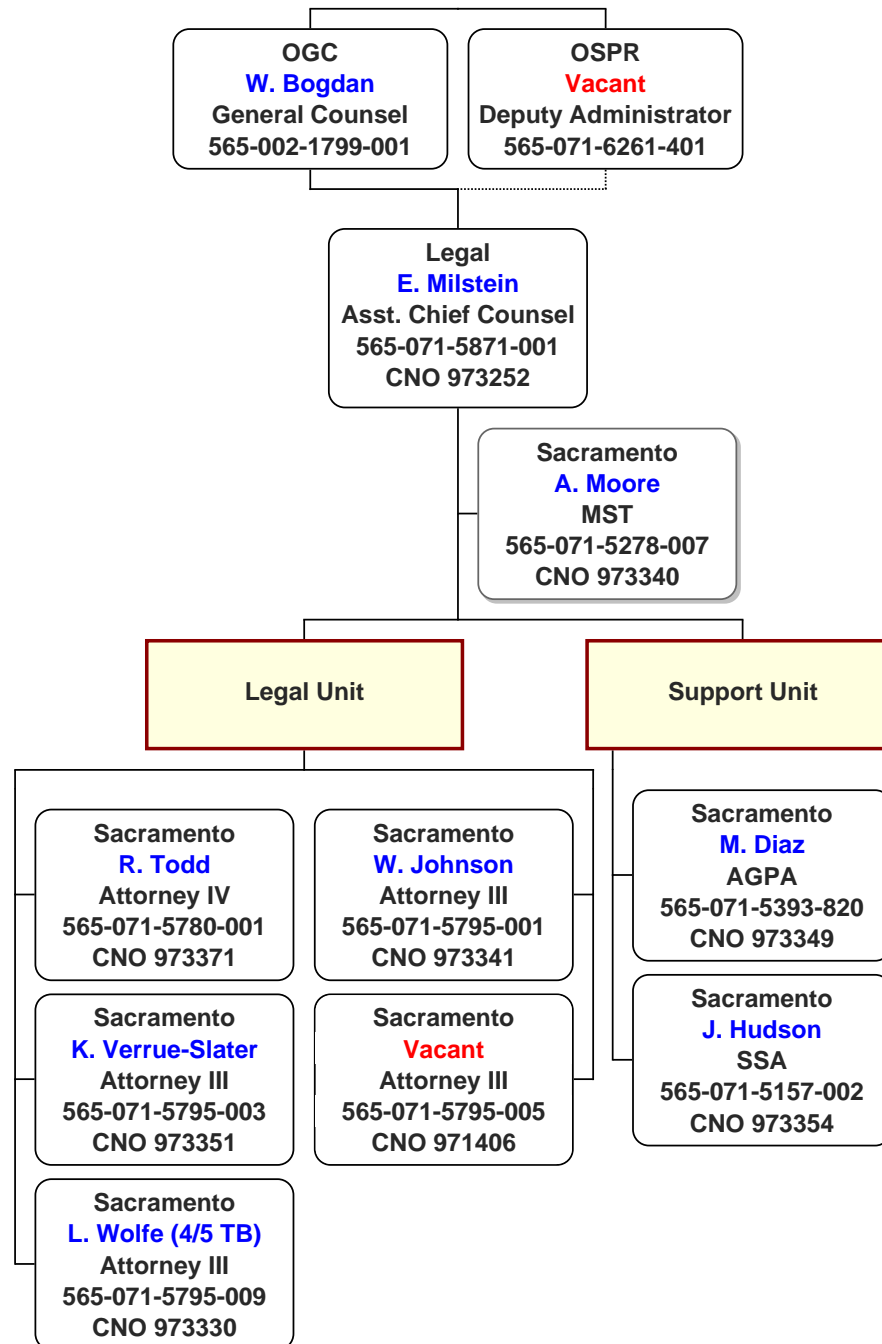 OGC
W. Bogdan
General Counsel
565-002-1799-001
OSPR
Vacant
Deputy Administrator
565-071-6261-401
Legal
E. Milstein
Asst. Chief Counsel
565-071-5871-001
CNO 973252
Sacramento
A. Moore
MST
565-071-5278-007
CNO 973340
Legal Unit
Support Unit
Sacramento
R. Todd
Attorney IV
565-071-5780-001
CNO 973371
Sacramento
W. Johnson
Attorney III
565-071-5795-001
CNO 973341
Sacramento
K. Verrue-Slater
Attorney III
565-071-5795-003
CNO 973351
Sacramento
Vacant
Attorney III
565-071-5795-005
CNO 971406
Sacramento
L. Wolfe (4/5 TB)
Attorney III
565-071-5795-009
CNO 973330
Sacramento
M. Diaz
AGPA
565-071-5393-820
CNO 973349
Sacramento
J. Hudson
SSA
565-071-5157-002
CNO 973354